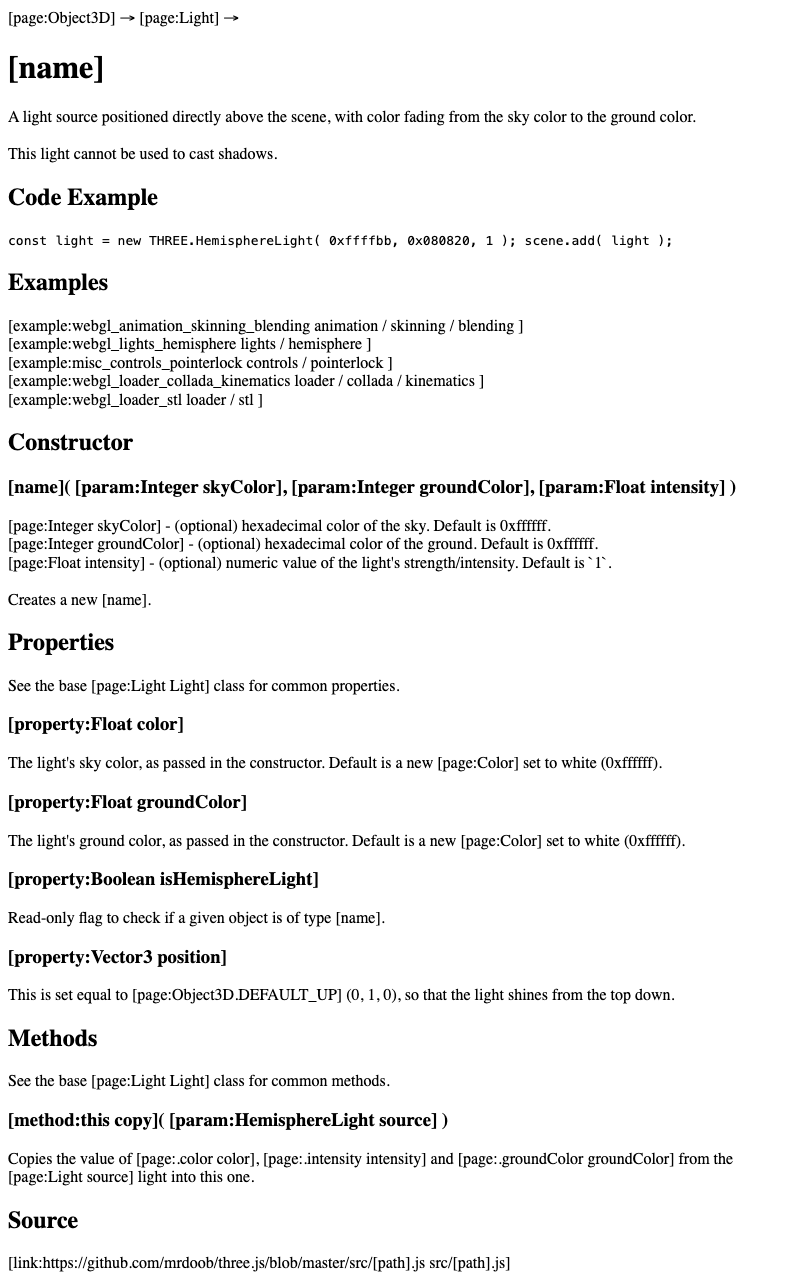 [page:Object3D] → [page:Light] →
[name]
A light source positioned directly above the scene, with color fading from the sky color to the ground color.
This light cannot be used to cast shadows.
Code Example
const light = new THREE.HemisphereLight( 0xffffbb, 0x080820, 1 ); scene.add( light );
Examples
[example:webgl_animation_skinning_blending animation / skinning / blending ]
[example:webgl_lights_hemisphere lights / hemisphere ]
[example:misc_controls_pointerlock controls / pointerlock ]
[example:webgl_loader_collada_kinematics loader / collada / kinematics ]
[example:webgl_loader_stl loader / stl ]
Constructor
[name]( [param:Integer skyColor], [param:Integer groundColor], [param:Float intensity] )
[page:Integer skyColor] - (optional) hexadecimal color of the sky. Default is 0xffffff.
[page:Integer groundColor] - (optional) hexadecimal color of the ground. Default is 0xffffff.
[page:Float intensity] - (optional) numeric value of the light's strength/intensity. Default is `1`.
Creates a new [name].
Properties
See the base [page:Light Light] class for common properties.
[property:Float color]
The light's sky color, as passed in the constructor. Default is a new [page:Color] set to white (0xffffff).
[property:Float groundColor]
The light's ground color, as passed in the constructor. Default is a new [page:Color] set to white (0xffffff).
[property:Boolean isHemisphereLight]
Read-only flag to check if a given object is of type [name].
[property:Vector3 position]
This is set equal to [page:Object3D.DEFAULT_UP] (0, 1, 0), so that the light shines from the top down.
Methods
See the base [page:Light Light] class for common methods.
[method:this copy]( [param:HemisphereLight source] )
Copies the value of [page:.color color], [page:.intensity intensity] and [page:.groundColor groundColor] from the
[page:Light source] light into this one.
Source
[link:https://github.com/mrdoob/three.js/blob/master/src/[path].js src/[path].js]